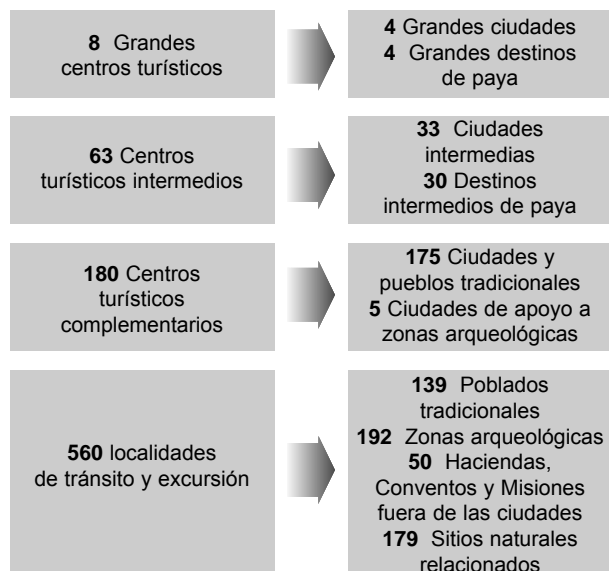 8 Grandes
centros turísticos
4 Grandes ciudades
4 Grandes destinos
de paya
63 Centros
turísticos intermedios
33 Ciudades
intermedias
30 Destinos
intermedios de paya
180 Centros
turísticos
complementarios
175 Ciudades y
pueblos tradicionales
5 Ciudades de apoyo a
zonas arqueológicas
560 localidades
de tránsito y excursión
139 Poblados
tradicionales
192 Zonas arqueológicas
50 Haciendas,
Conventos y Misiones
fuera de las ciudades
179 Sitios naturales
relacionados